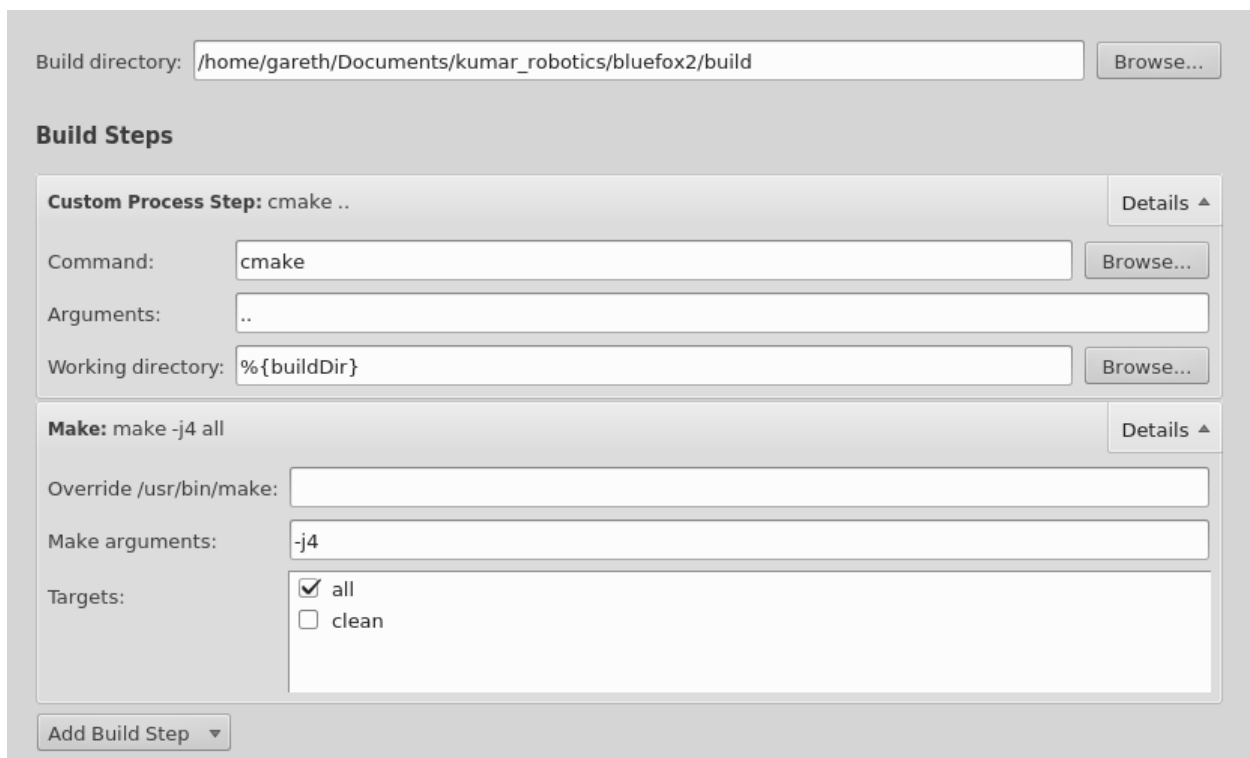 Build directory: /home/gareth/Documents/kumar_robotics/bluefox2/build Browse...
Build Steps
Custom Process Step: cmake .. Details
Command: cmake Browse...
Arguments: ..
Working directory: %{buildDir} Browse...
Make: make -j4 all Details
Override /usr/bin/make:
Make arguments: -j4
Targets: all
clean
Add Build Step